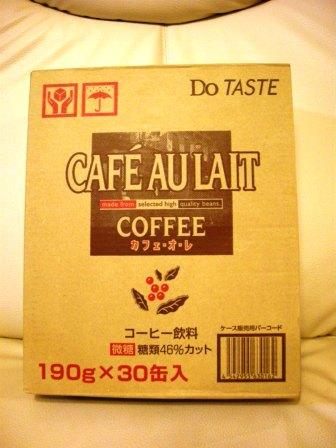 Do TASTE
CAFÉ AU LAIT
made from selected high quality beans.
COFFEE
カフェ・オ・レ
コーヒー飲料
微糖 糖類46%カット
190g×30缶入
ケース販売用バーコード